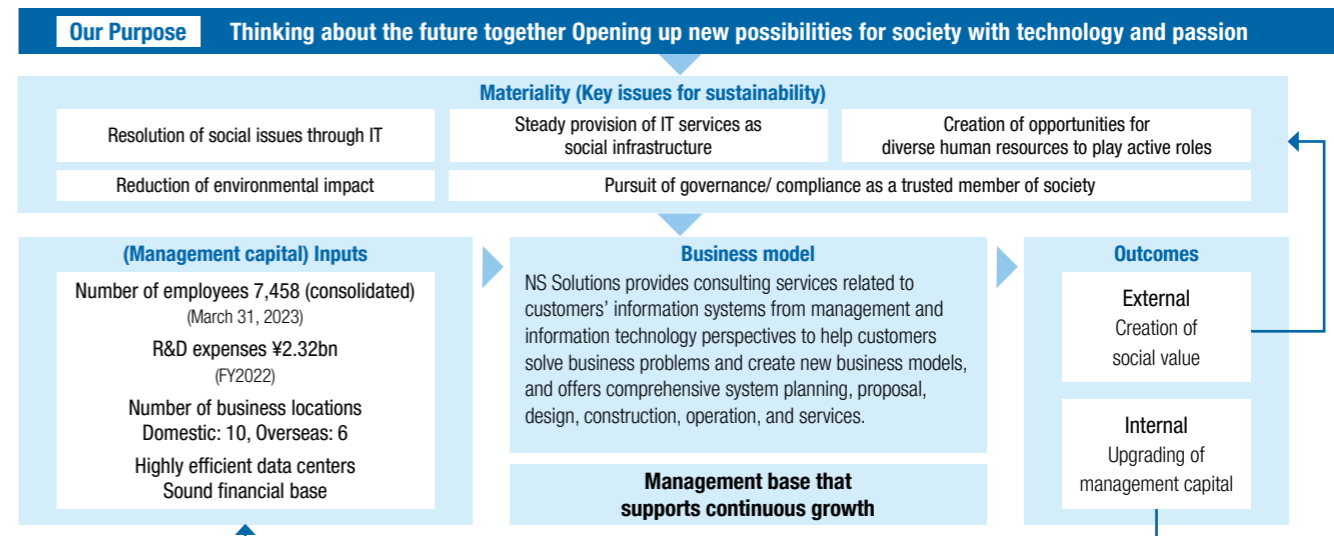 Our Purpose Thinking about the future together Opening up new possibilities for society with technology and passion
Materiality (Key issues for sustainability)
Resolution of social issues through IT
Steady provision of IT services as
social infrastructure
Creation of opportunities for
diverse human resources to play active roles
Reduction of environmental impact
Pursuit of governance/ compliance as a trusted member of society
(Management capital) Inputs
Number of employees 7,458 (consolidated)
(March 31, 2023)
R&D expenses ¥2.32bn
(FY2022)
Number of business locations
Domestic: 10, Overseas: 6
Highly efficient data centers
Sound financial base
Business model
NS Solutions provides consulting services related to
customers' information systems from management and
information technology perspectives to help customers
solve business problems and create new business models,
and offers comprehensive system planning, proposal,
design, construction, operation, and services.
Management base that
supports continuous growth
Outcomes
External
Creation of
social value
Internal
Upgrading of
management capital